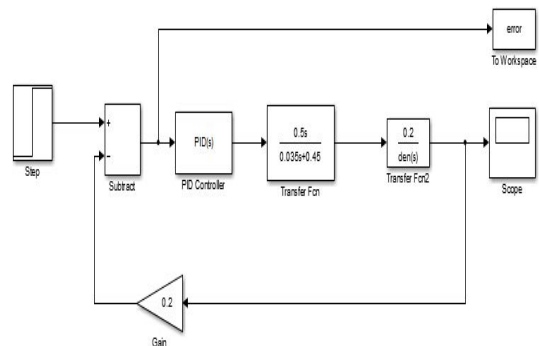 error
To Workspace
+
−
Step
Subtract
PID(s)
PID Controller
0.5s
0.035s+0.45
Transfer Fcn
0.2
den(s)
Transfer Fcn2
Scope
0.2
Gain